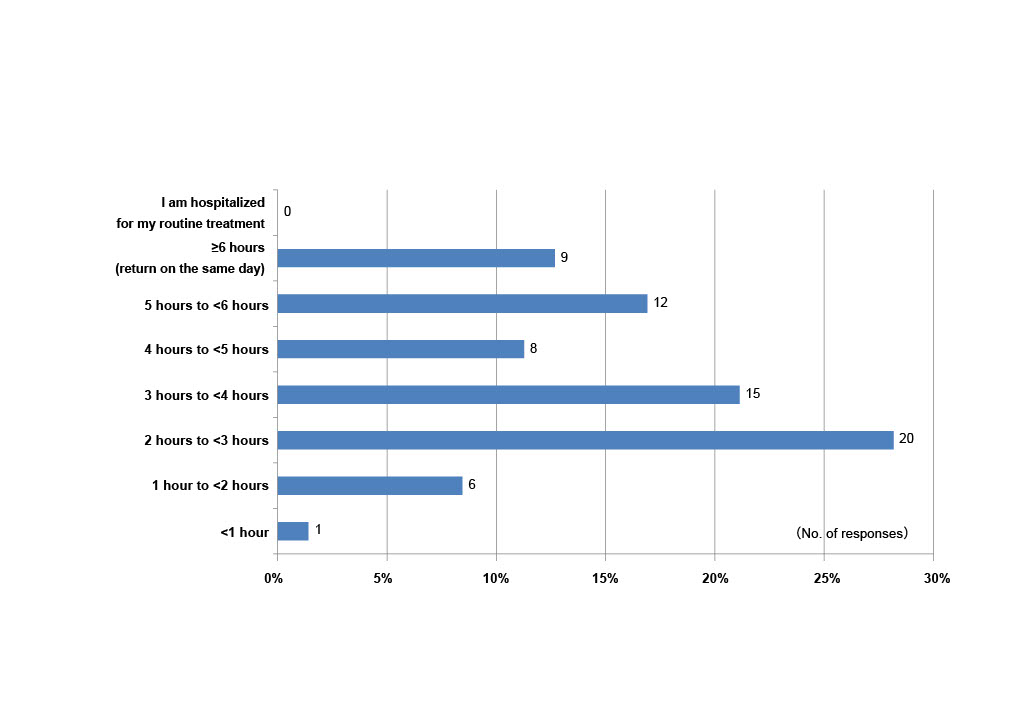 I am hospitalized
for my routine treatment
0
≥6 hours
(return on the same day)
9
5 hours to <6 hours
12
4 hours to <5 hours
8
3 hours to <4 hours
15
2 hours to <3 hours
20
1 hour to <2 hours
6
<1 hour
1
（No. of responses）
0% 5% 10% 15% 20% 25% 30%